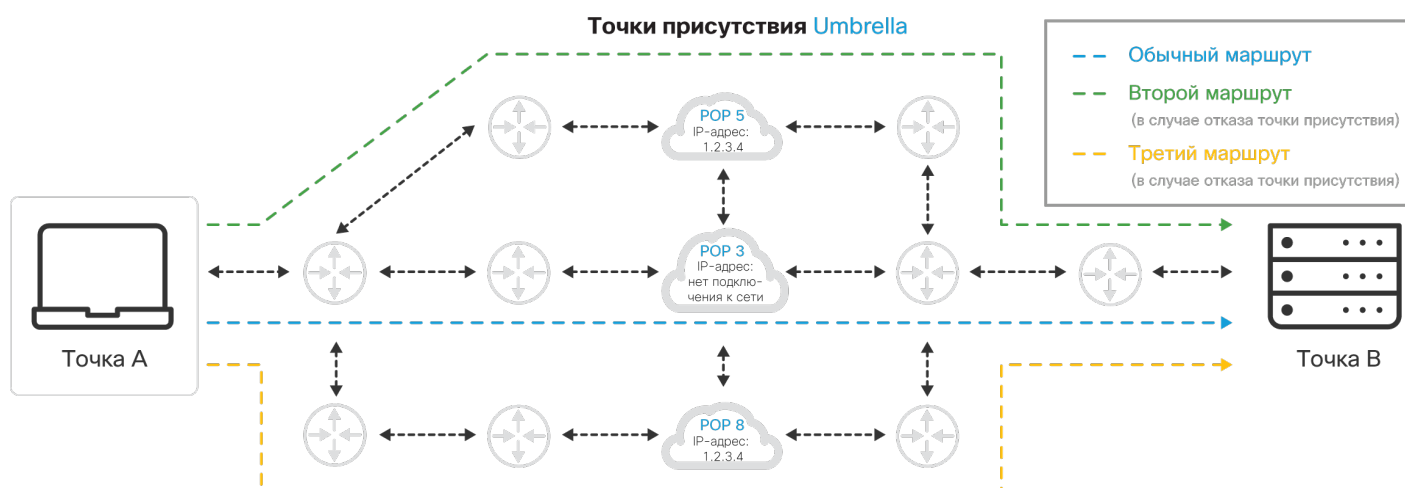 Точки присутствия Umbrella
Обычный маршрут
Второй маршрут
(в случае отказа точки присутствия)
Третий маршрут
(в случае отказа точки присутствия)
POP 5
IP-адрес:
1.2.3.4
POP 3
IP-адрес:
нет подклю-
чения к сети
Точка A
Точка B
POP 8
IP-адрес:
1.2.3.4